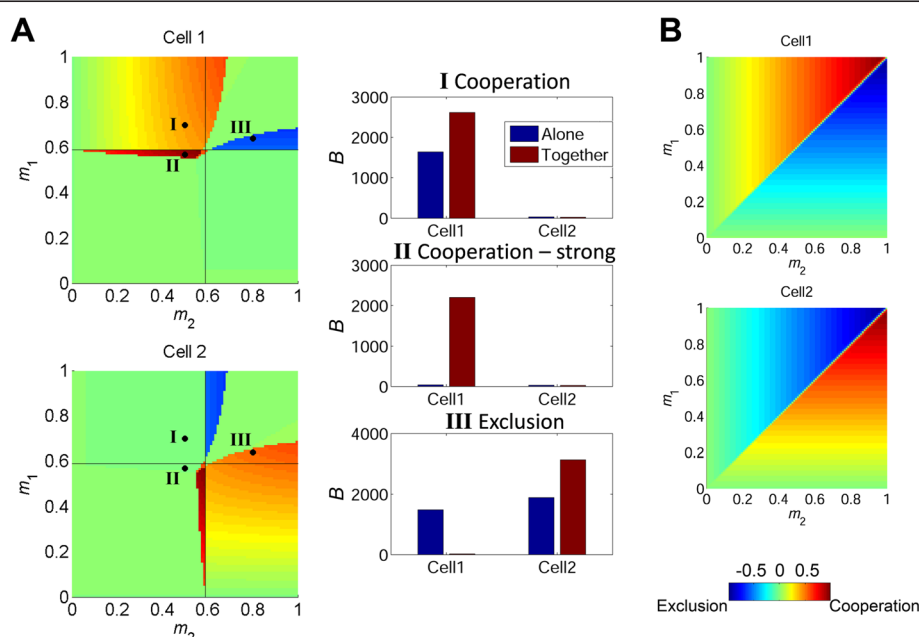 A
Cell 1
1
0.8
0.6
0.4
0.2
0
m1
I
II
III
0 0.2 0.4 0.6 0.8 1
m2
Cell 2
1
0.8
0.6
0.4
0.2
0
m1
I
II
III
0 0.2 0.4 0.6 0.8 1
I Cooperation
3000
2000
1000
0
B
Alone
Together
Cell1 Cell2
II Cooperation – strong
3000
2000
1000
0
B
Cell1 Cell2
III Exclusion
4000
2000
0
B
Cell1 Cell2
B
Cell1
1
0.8
0.6
0.4
0.2
0
m1
0 0.2 0.4 0.6 0.8 1
m2
Cell2
1
0.8
0.6
0.4
0.2
0
m1
0 0.2 0.4 0.6 0.8 1
m2
-0.5 0 0.5
Exclusion Cooperation